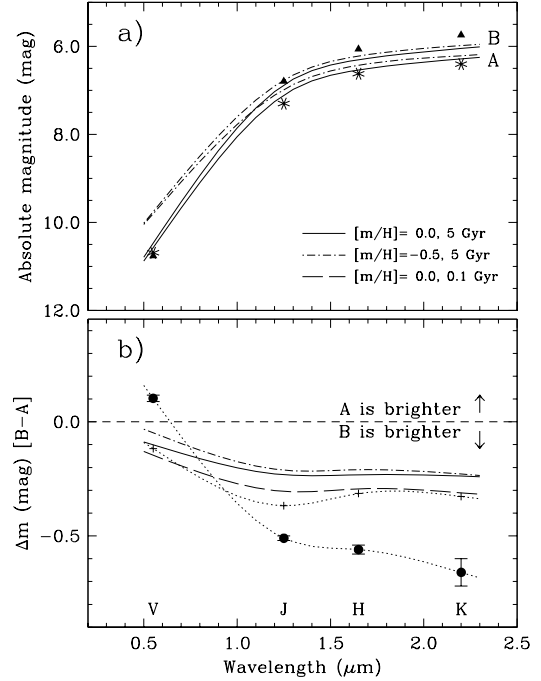 a)
B
A
6.0
8.0
10.0
12.0
Absolute magnitude (mag)
[m/H]= 0.0, 5 Gyr
[m/H]=−0.5, 5 Gyr
[m/H]= 0.0, 0.1 Gyr
b)
A is brighter
B is brighter
0.0
−0.5
Δm (mag) [B−A]
V J H K
0.5 1.0 1.5 2.0 2.5
Wavelength (μm)